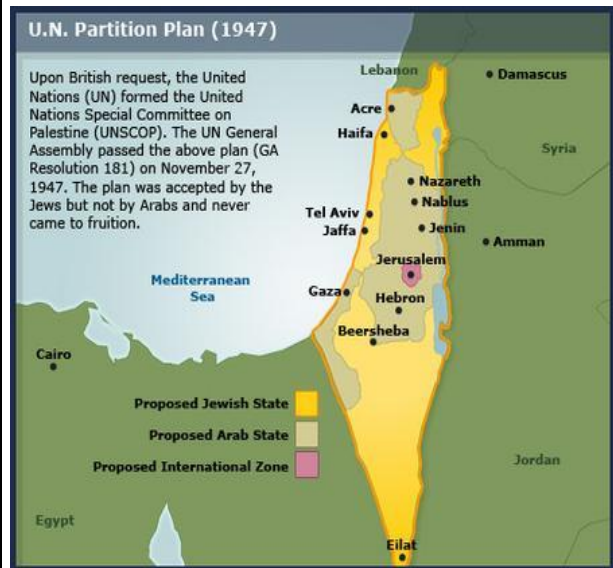 U.N. Partition Plan (1947)
Upon British request, the United
Nations (UN) formed the United
Nations Special Committee on
Palestine (UNSCOP). The UN General
Assembly passed the above plan (GA
Resolution 181) on November 27,
1947. The plan was accepted by the
Jews but not by Arabs and never
came to fruition.
Lebanon
Damascus
Acre
Haifa
Syria
Nazareth
Nablus
Tel Aviv
Jaffa
Jenin
Amman
Jerusalem
Mediterranean
Sea
Gaza
Hebron
Beersheba
Cairo
Proposed Jewish State
Proposed Arab State
Proposed International Zone
Jordan
Egypt
Eilat